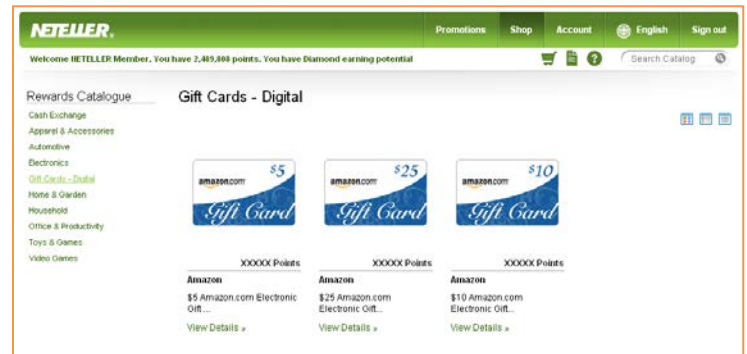 NETELLER.
Promotions Shop Account English Sign out
Welcome NETELLER Member, You have 2,489,808 points. You have Diamond earning potential
Search Catalog
Rewards Catalogue
Cash Exchange
Apparel & Accessories
Automotive
Electronics
Gift Cards - Digital
Home & Garden
Household
Office & Productivity
Toys & Games
Video Games
Gift Cards - Digital
amazon.com $5
Gift Card
XXXXX Points
Amazon
$5 Amazon.com Electronic
Gift....
View Details »
amazon.com $25
Gift Card
XXXXX Points
Amazon
$25 Amazon.com
Electronic Gift...
View Details »
amazon.com $10
Gift Card
XXXXX Points
Amazon
$10 Amazon.com
Electronic Gift...
View Details »